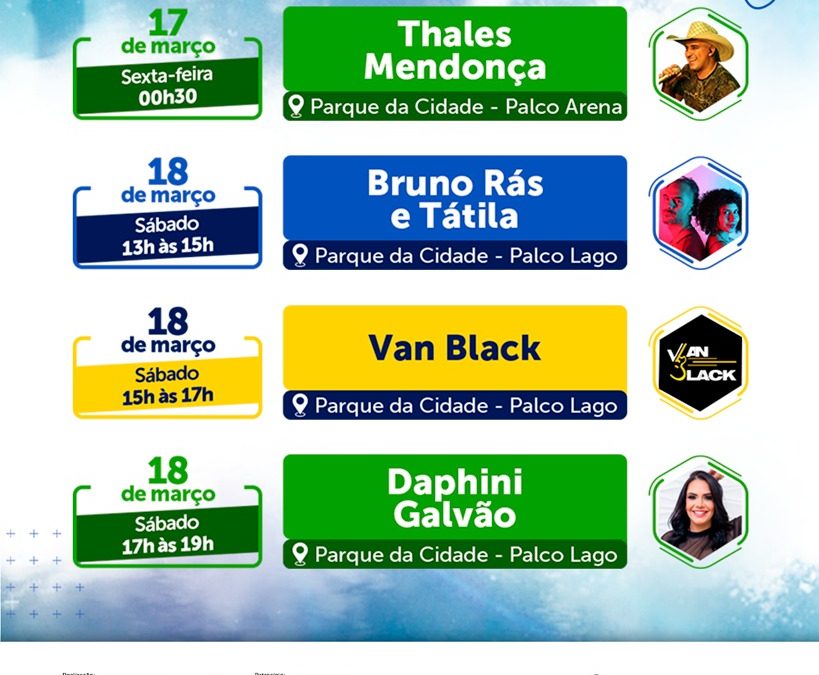 17
de março
Sexta-feira
00h30
Thales
Mendonça
Parque da Cidade - Palco Arena
18
de março
Sábado
13h às 15h
Bruno Rás
e Tátila
Parque da Cidade - Palco Lago
18
de março
Sábado
15h às 17h
Van Black
Parque da Cidade - Palco Lago
VAN
BLACK
18
de março
Sábado
17h às 19h
Daphini
Galvão
Parque da Cidade - Palco Lago